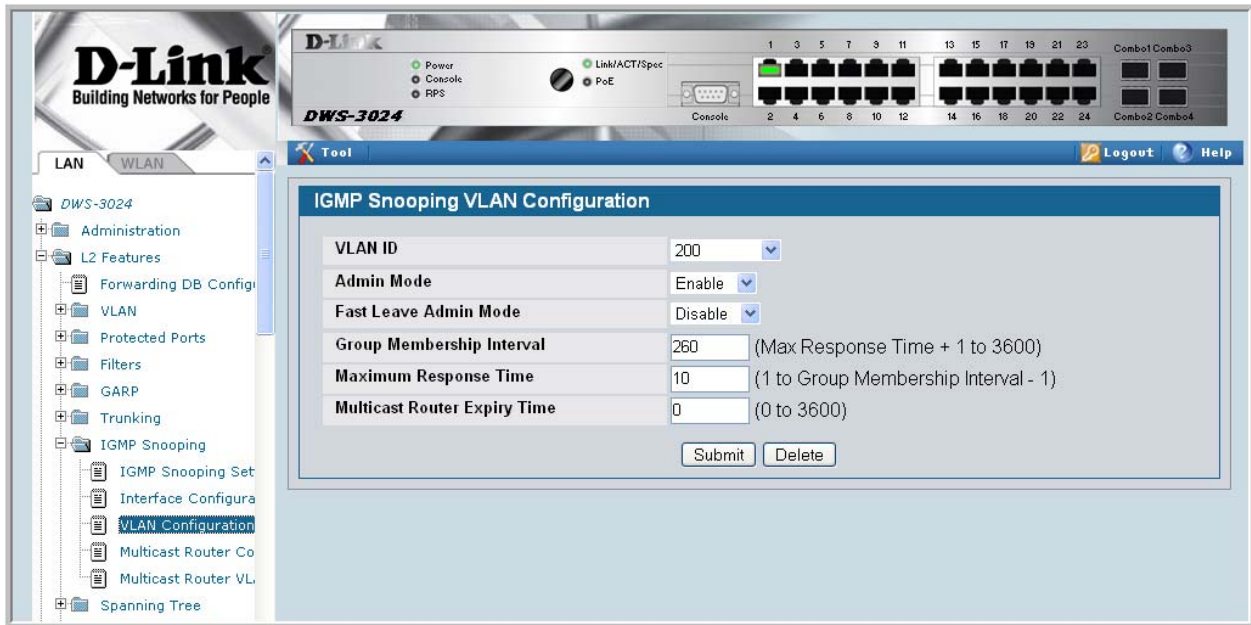 D-Link
Building Networks for People
D-Link
Power
Console
RPS
Link/ACT/Spec
PoE
DWS-3024
Console
1 3 5 7 9 11 13 15 17 19 21 23
2 4 6 8 10 12 14 16 18 20 22 24
Combo1 Combo3
Combo2 Combo4
LAN WLAN
Tool Logout Help
DWS-3024
Administration
L2 Features
Forwarding DB Config
VLAN
Protected Ports
Filters
GARP
Trunking
IGMP Snooping
IGMP Snooping Set
Interface Configura
VLAN Configuration
Multicast Router Co
Multicast Router VL
Spanning Tree
IGMP Snooping VLAN Configuration
VLAN ID 200
Admin Mode Enable
Fast Leave Admin Mode Disable
Group Membership Interval 260 (Max Response Time + 1 to 3600)
Maximum Response Time 10 (1 to Group Membership Interval - 1)
Multicast Router Expiry Time 0 (0 to 3600)
Submit Delete